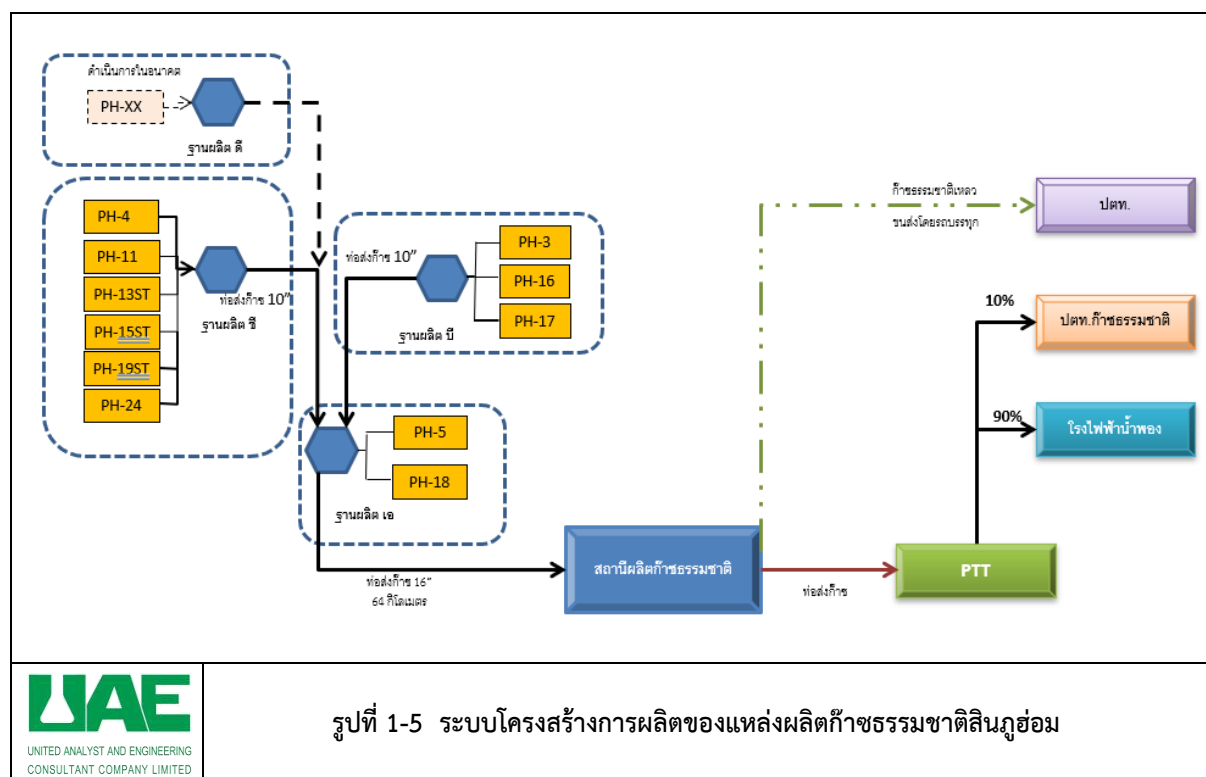 ดำเนินการในอนาคต
PH-XX
ฐานผลิต ดี
PH-4
PH-11
PH-13ST
PH-15ST
PH-19ST
PH-24
ท่อส่งก๊าซ 10”
ฐานผลิต ซี
ท่อส่งก๊าซ 10”
PH-3
PH-16
PH-17
ฐานผลิต บี
PH-5
PH-18
ฐานผลิต เอ
ท่อส่งก๊าซ 16”
64 กิโลเมตร
สถานีผลิตก๊าซธรรมชาติ
ก๊าซธรรมชาติเหลว
ขนส่งโดยรถบรรทุก
ปตท.
10%
ปตท.ก๊าซธรรมชาติ
90%
โรงไฟฟ้าน้ำพอง
ท่อส่งก๊าซ
PTT
UAE
UNITED ANALYST AND ENGINEERING
CONSULTANT COMPANY LIMITED
รูปที่ 1-5 ระบบโครงสร้างการผลิตของแหล่งผลิตก๊าซธรรมชาติสินภูฮ่อม